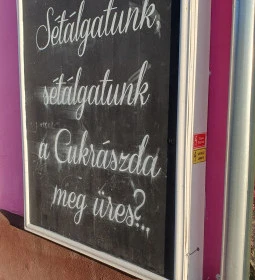 Sétálgatunk,
sétálgatunk
a Cukrászda
meg üres?..